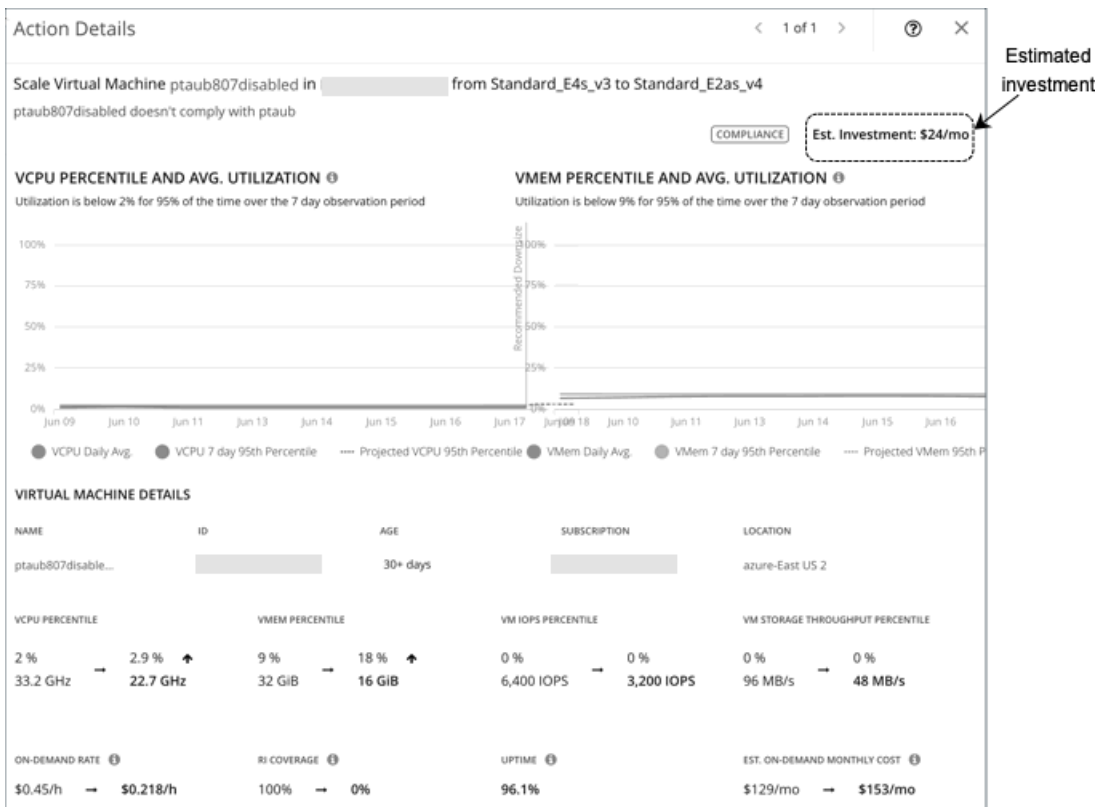 Action Details
< 1 of 1 >
Estimated
investment
Scale Virtual Machine ptaub807disabled in from Standard_E4s_v3 to Standard_E2as_v4
ptaub807disabled doesn't comply with ptaub
COMPLIANCE Est. Investment: $24/mo
VCPU PERCENTILE AND AVG. UTILIZATION
Utilization is below 2% for 95% of the time over the 7 day observation period
100%
75%
50%
25%
0%
Recommended Downsize
Jun 09 Jun 10 Jun 11 Jun 13 Jun 14 Jun 15 Jun 16 Jun 17 Jun 18
VCPU Daily Avg. VCPU 7 day 95th Percentile Projected VCPU 95th Percentile
VMEM PERCENTILE AND AVG. UTILIZATION
Utilization is below 9% for 95% of the time over the 7 day observation period
100%
75%
50%
25%
0%
Jun 09 Jun 10 Jun 11 Jun 13 Jun 14 Jun 15 Jun 16
VMem Daily Avg. VMem 7 day 95th Percentile Projected VMem 95th P
VIRTUAL MACHINE DETAILS
NAME ID AGE SUBSCRIPTION LOCATION
ptaub807disable... 30+ days azure-East US 2
VCPU PERCENTILE VMEM PERCENTILE VM IOPS PERCENTILE VM STORAGE THROUGHPUT PERCENTILE
2 % → 2.9 % ↑ 9 % → 18 % ↑ 0 % → 0 % 0 % → 0 %
33.2 GHz 22.7 GHz 32 GiB 16 GiB 6,400 IOPS 3,200 IOPS 96 MB/s 48 MB/s
ON-DEMAND RATE RI COVERAGE UPTIME EST. ON-DEMAND MONTHLY COST
$0.45/h → $0.218/h 100% → 0% 96.1% $129/mo → $153/mo